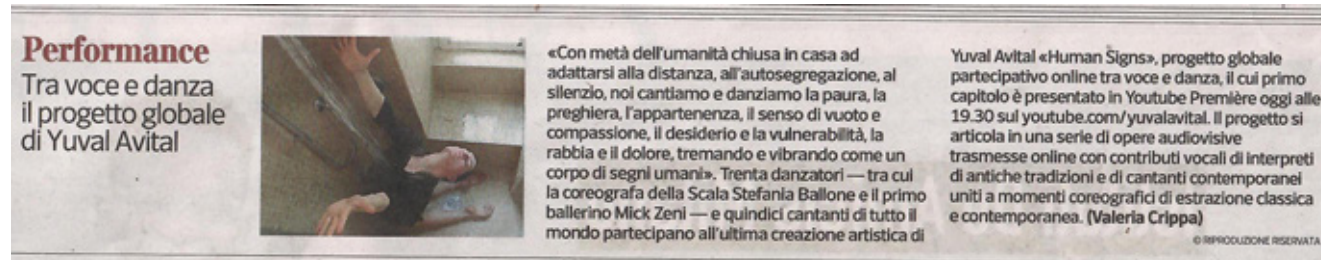 Performance
Tra voce e danza
il progetto globale
di Yuval Avital
«Con metà dell'umanità chiusa in casa ad
adattarsi alla distanza, all'autosegregazione, al
silenzio, noi cantiamo e danziamo la paura, la
preghiera, l'appartenenza, il senso di vuoto e
compassione, il desiderio e la vulnerabilità, la
rabbia e il dolore, tremando e vibrando come un
corpo di segni umani». Trenta danzatori — tra cui
la coreografa della Scala Stefania Ballone e il primo
ballerino Mick Zeni — e quindici cantanti di tutto il
mondo partecipano all'ultima creazione artistica di
Yuval Avital «Human Signs», progetto globale
partecipativo online tra voce e danza, il cui primo
capitolo è presentato in Youtube Première oggi alle
19.30 sul youtube.com/yuvalavital. Il progetto si
articola in una serie di opere audiovisive
trasmesse online con contributi vocali di interpreti
di antiche tradizioni e di cantanti contemporanei
uniti a momenti coreografici di estrazione classica
e contemporanea. (Valeria Crippa)
© RIPRODUZIONE RISERVATA